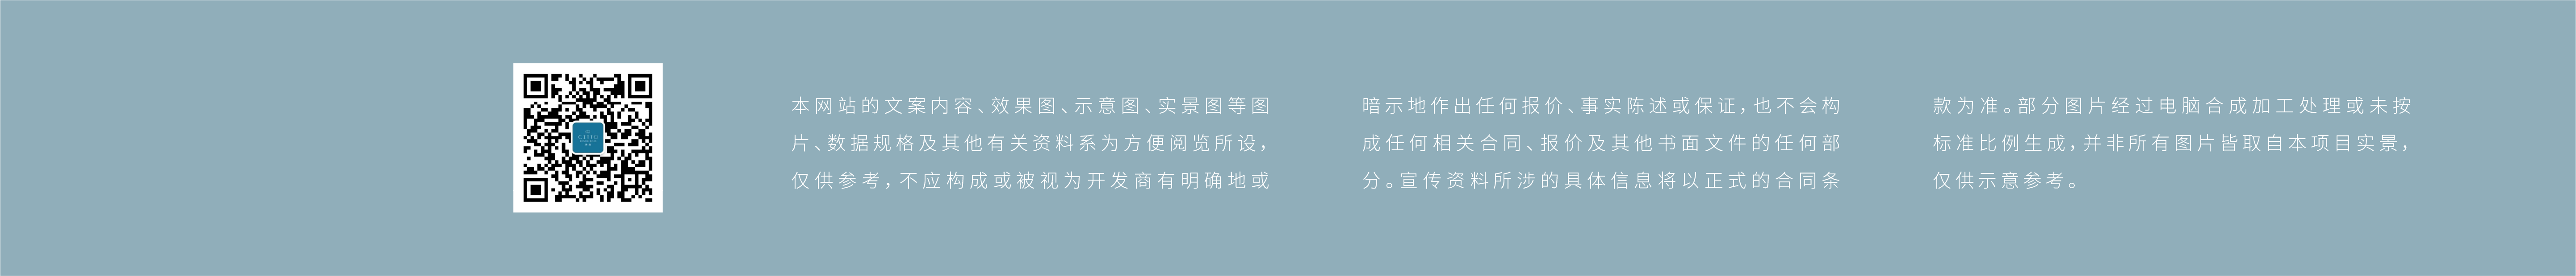 本网站的文案内容、效果图、示意图、实景图等图
片、数据规格及其他有关资料系为方便阅览所设，
仅供参考，不应构成或被视为开发商有明确地或
暗示地作出任何报价、事实陈述或保证，也不会构
成任何相关合同、报价及其他书面文件的任何部
分。宣传资料所涉的具体信息将以正式的合同条
款为准。部分图片经过电脑合成加工处理或未按
标准比例生成，并非所有图片皆取自本项目实景，
仅供示意参考。